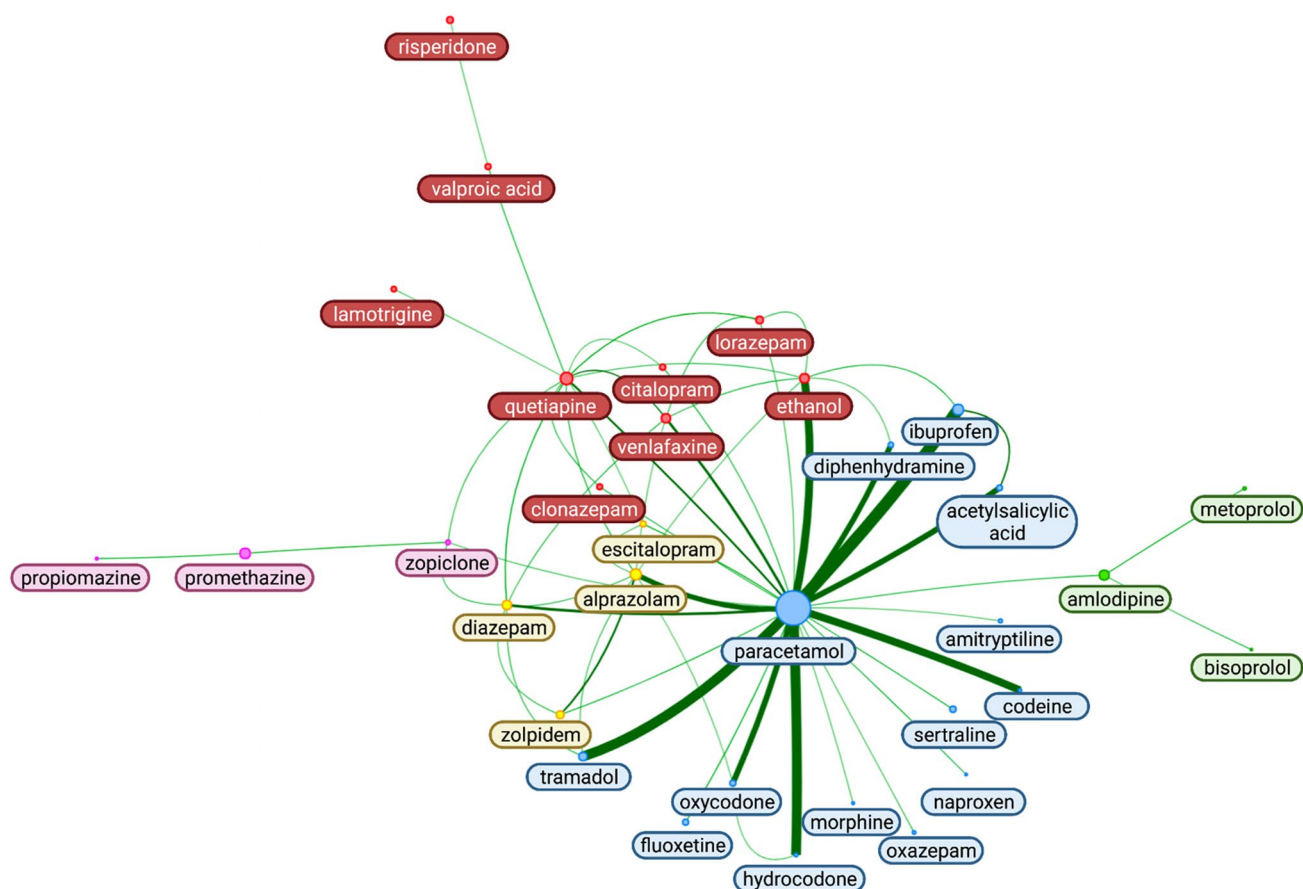 risperidone
valproic acid
lamotrigine
lorazepam
citalopram
quetiapine
ethanol
ibuprofen
venlafaxine
diphenhydramine
clonazepam
acetylsalicylic
acid
metoprolol
escitalopram
zopiclone
propiomazine
promethazine
alprazolam
amlodipine
diazepam
amitryptiline
paracetamol
bisoprolol
codeine
zolpidem
sertraline
tramadol
oxycodone
naproxen
morphine
fluoxetine
oxazepam
hydrocodone